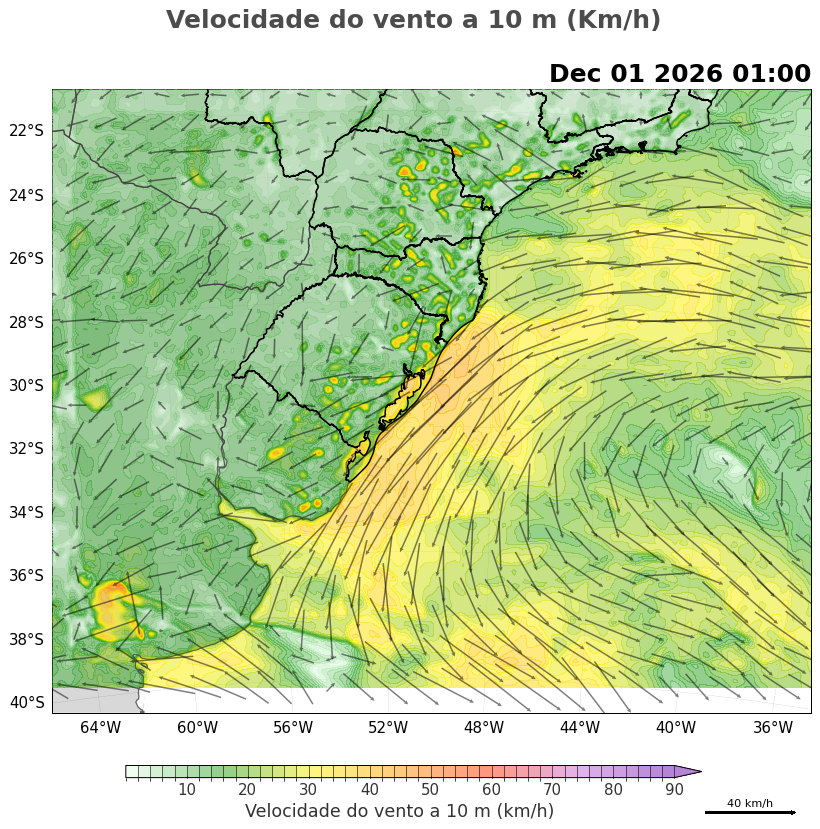 Velocidade do vento a 10 m (Km/h)
Dec 01 2026 01:00
22°S
24°S
26°S
28°S
30°S
32°S
34°S
36°S
38°S
40°S
64°W 60°W 56°W 52°W 48°W 44°W 40°W 36°W
10 20 30 40 50 60 70 80 90
Velocidade do vento a 10 m (km/h)
40 km/h